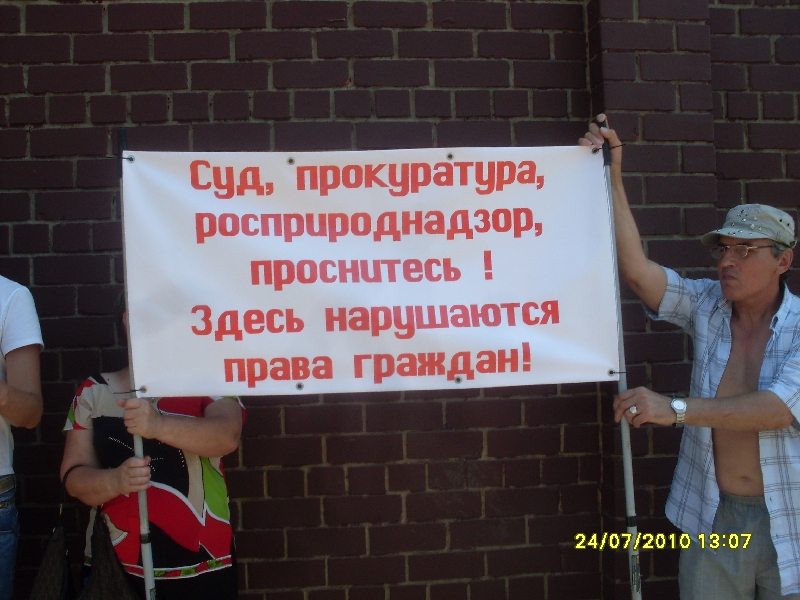 Суд, прокуратура,
росприроднадзор,
проснитесь !
Здесь нарушаются
права граждан!
24/07/2010 13:07